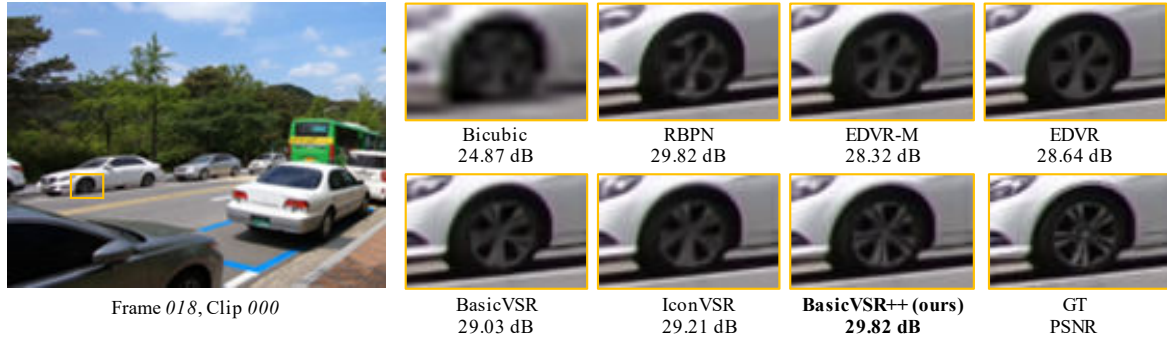 Bicubic
24.87 dB
RBPN
29.82 dB
EDVR-M
28.32 dB
EDVR
28.64 dB
BasicVSR
29.03 dB
IconVSR
29.21 dB
BasicVSR++ (ours)
29.82 dB
GT
PSNR
Frame 018, Clip 000